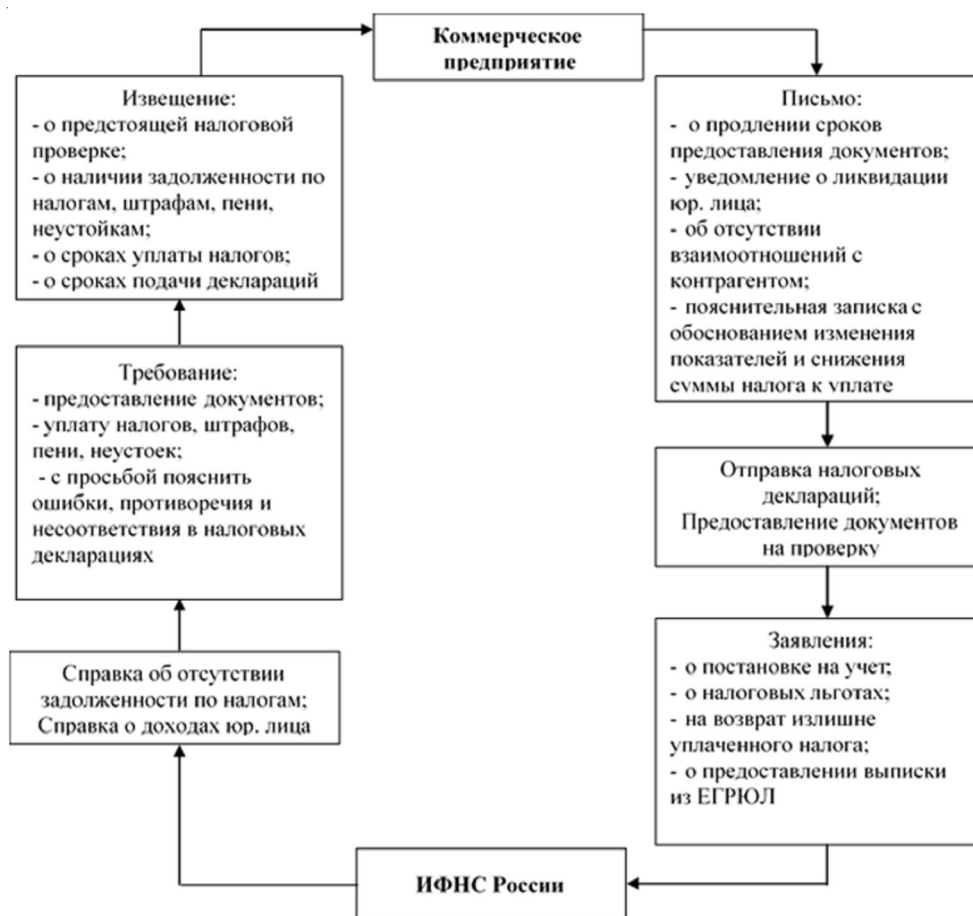 Коммерческое
предприятие
Извещение:
- о предстоящей налоговой
проверке;
- о наличии задолженности по
налогам, штрафам, пени,
неустойкам;
- о сроках уплаты налогов;
- о сроках подачи деклараций
Письмо:
- о продлении сроков
предоставления документов;
- уведомление о ликвидации
юр. лица;
- об отсутствии
взаимоотношений с
контрагентом;
- пояснительная записка с
обоснованием изменения
показателей и снижения
суммы налога к уплате
Требование:
- предоставление документов;
- уплату налогов, штрафов,
пени, неустоек;
- с просьбой пояснить
ошибки, противоречия и
несоответствия в налоговых
декларациях
Отправка налоговых
деклараций;
Предоставление документов
на проверку
Справка об отсутствии
задолженности по налогам;
Справка о доходах юр. лица
Заявления:
- о постановке на учет;
- о налоговых льготах;
- на возврат излишне
уплаченного налога;
- о предоставлении выписки
из ЕГРЮЛ
ИФНС России